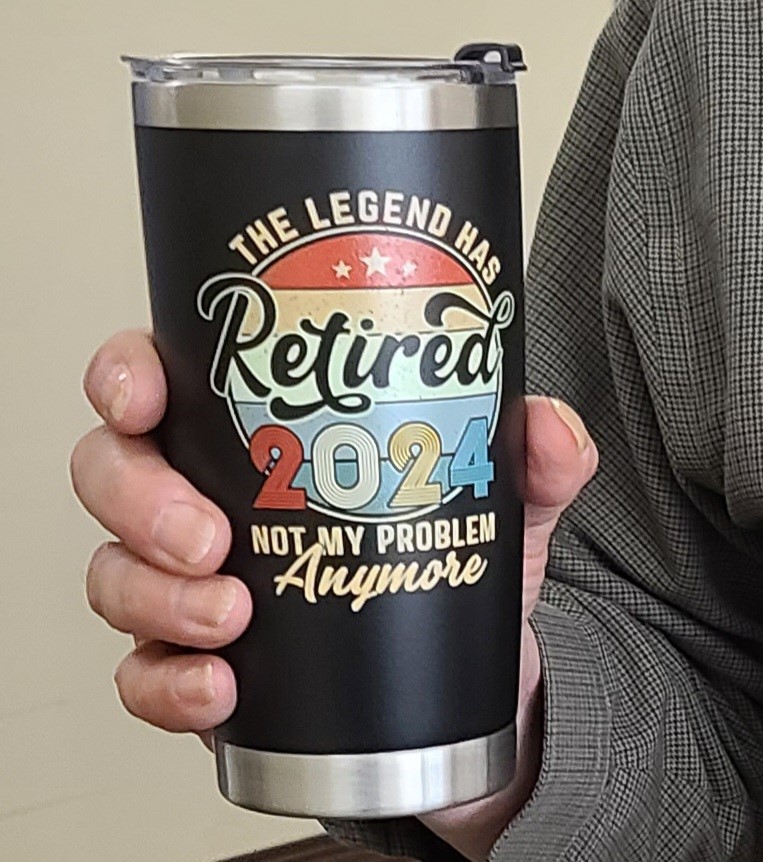 THE LEGEND HAS
Retired
2024
NOT MY PROBLEM
Anymore